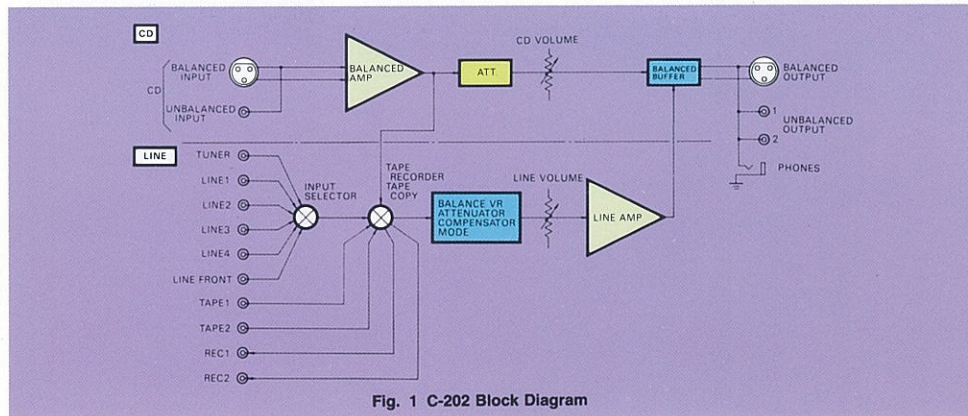 CD
CD VOLUME
BALANCED
INPUT
BALANCED
AMP
ATT.
BALANCED
BUFFER
BALANCED
OUTPUT
CD
UNBALANCED
INPUT
1
2
UNBALANCED
OUTPUT
PHONES
LINE
TUNER
LINE1
LINE2
LINE3
LINE4
LINE FRONT
TAPE1
TAPE2
REC1
REC2
INPUT
SELECTOR
TAPE
RECORDER
TAPE
COPY
BALANCE VR
ATTENUATOR
COMPENSATOR
MODE
LINE VOLUME
LINE AMP
Fig. 1 C-202 Block Diagram